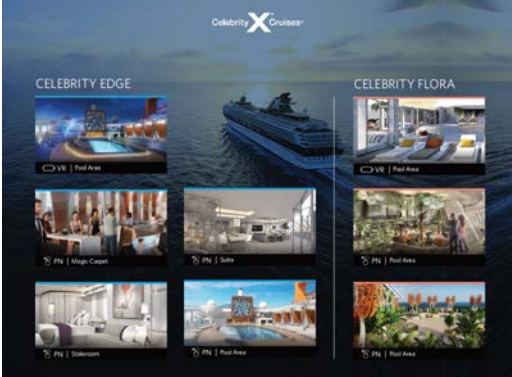 Celebrity X Cruises®
CELEBRITY EDGE
VR | Pool Area
PN | Magic Carpet
PN | Suite
PN | Stateroom
PN | Pool Area
CELEBRITY FLORA
VR | Pool Area
PN | Pool Area
PN | Pool Area